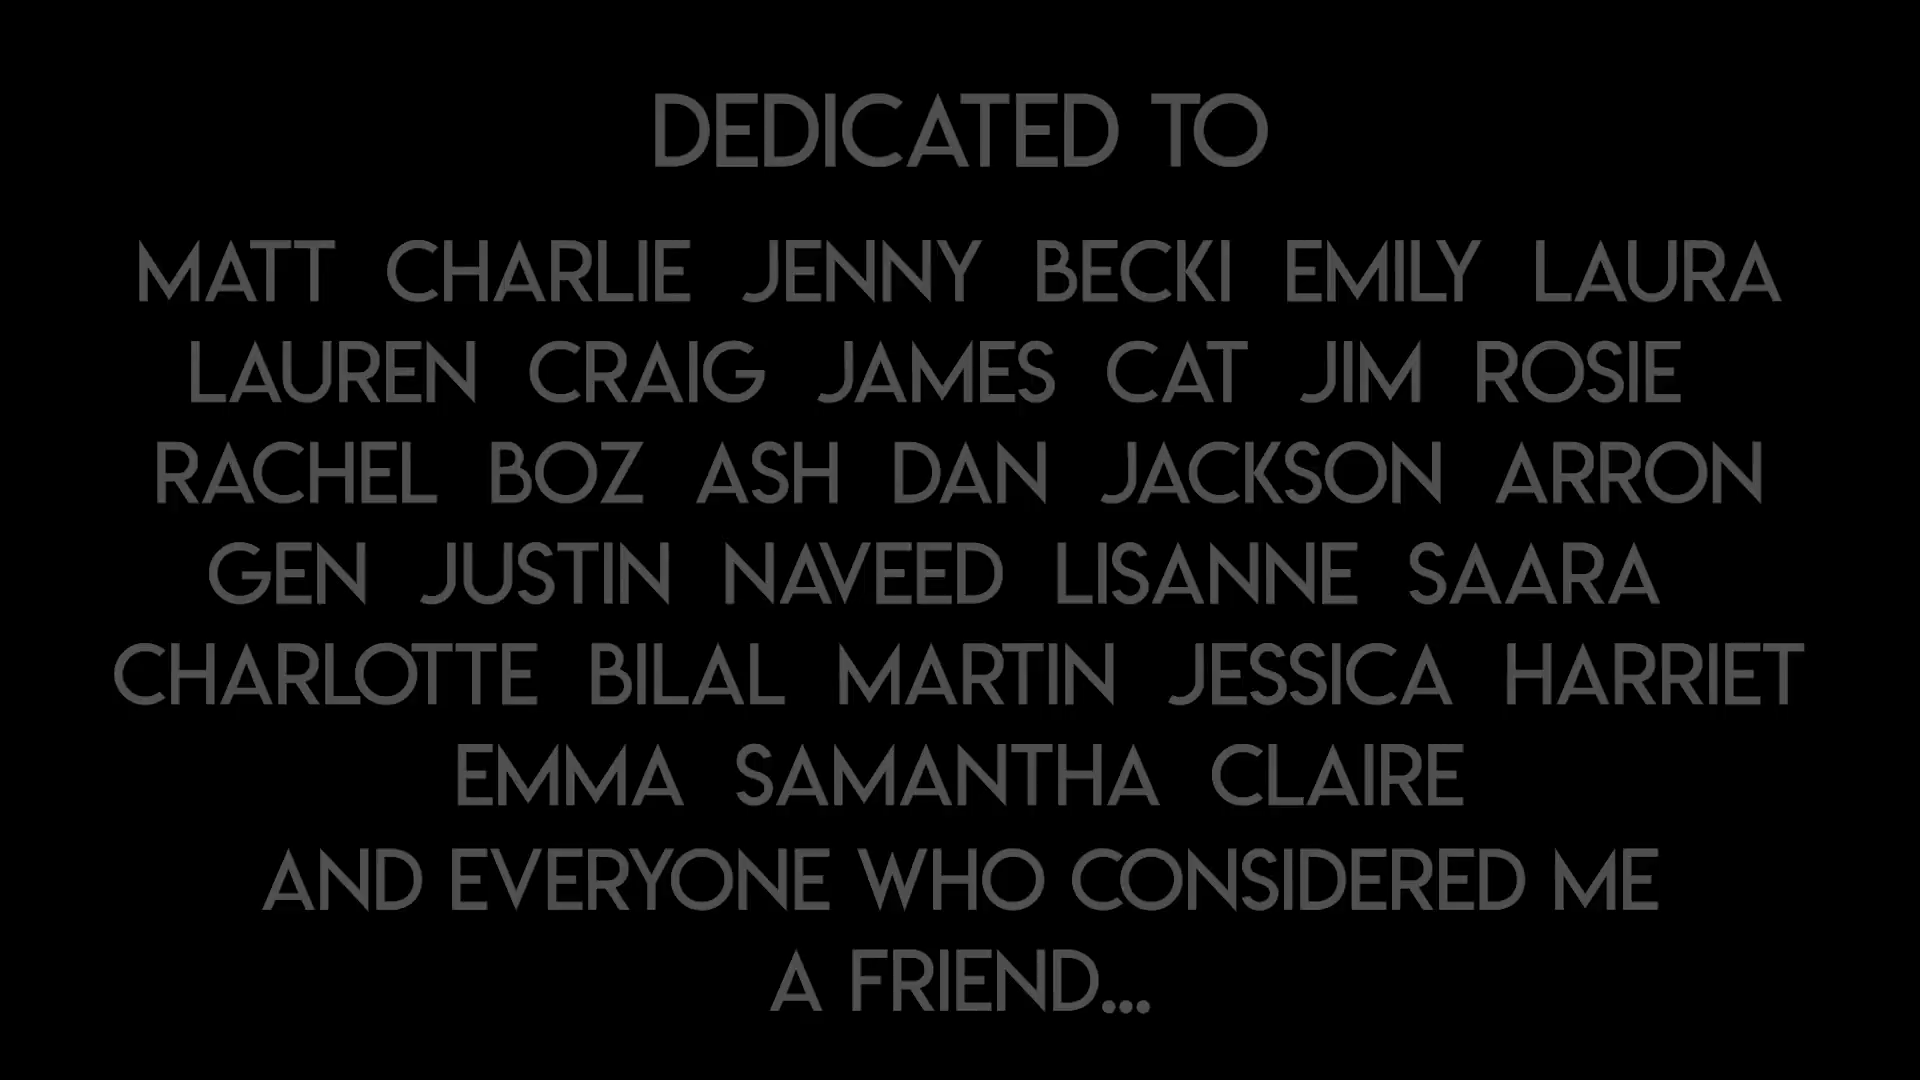 DEDICATED TO
MATT CHARLIE JENNY BECKI EMILY LAURA
LAUREN CRAIG JAMES CAT JIM ROSIE
RACHEL BOZ ASH DAN JACKSON ARRON
GEN JUSTIN NAVEED LISANNE SAARA
CHARLOTTE BILAL MARTIN JESSICA HARRIET
EMMA SAMANTHA CLAIRE
AND EVERYONE WHO CONSIDERED ME
A FRIEND...